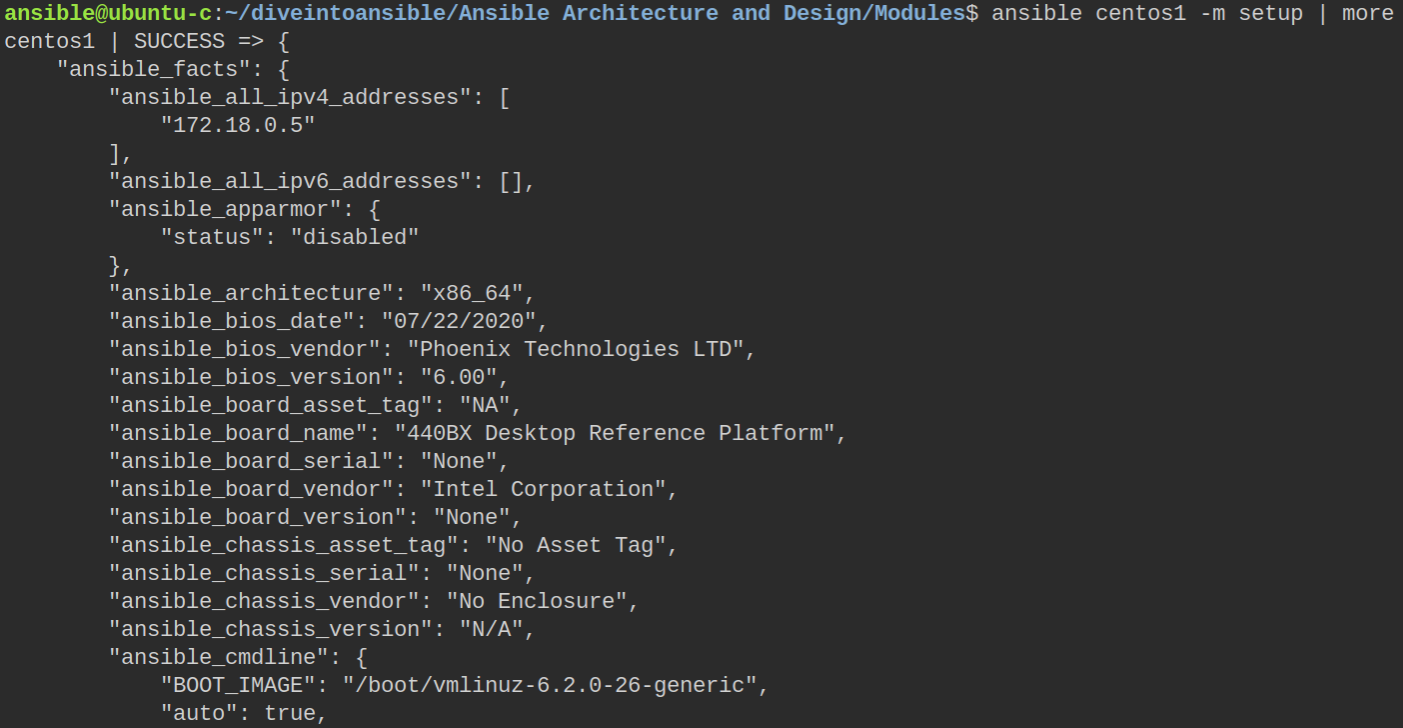 ansible@ubuntu-c:~/diveintoansible/Ansible Architecture and Design/Modules$ ansible centos1 -m setup | more
centos1 | SUCCESS => {
    "ansible_facts": {
        "ansible_all_ipv4_addresses": [
            "172.18.0.5"
        ],
        "ansible_all_ipv6_addresses": [],
        "ansible_apparmor": {
            "status": "disabled"
        },
        "ansible_architecture": "x86_64",
        "ansible_bios_date": "07/22/2020",
        "ansible_bios_vendor": "Phoenix Technologies LTD",
        "ansible_bios_version": "6.00",
        "ansible_board_asset_tag": "NA",
        "ansible_board_name": "440BX Desktop Reference Platform",
        "ansible_board_serial": "None",
        "ansible_board_vendor": "Intel Corporation",
        "ansible_board_version": "None",
        "ansible_chassis_asset_tag": "No Asset Tag",
        "ansible_chassis_serial": "None",
        "ansible_chassis_vendor": "No Enclosure",
        "ansible_chassis_version": "N/A",
        "ansible_cmdline": {
            "BOOT_IMAGE": "/boot/vmlinuz-6.2.0-26-generic",
            "auto": true,